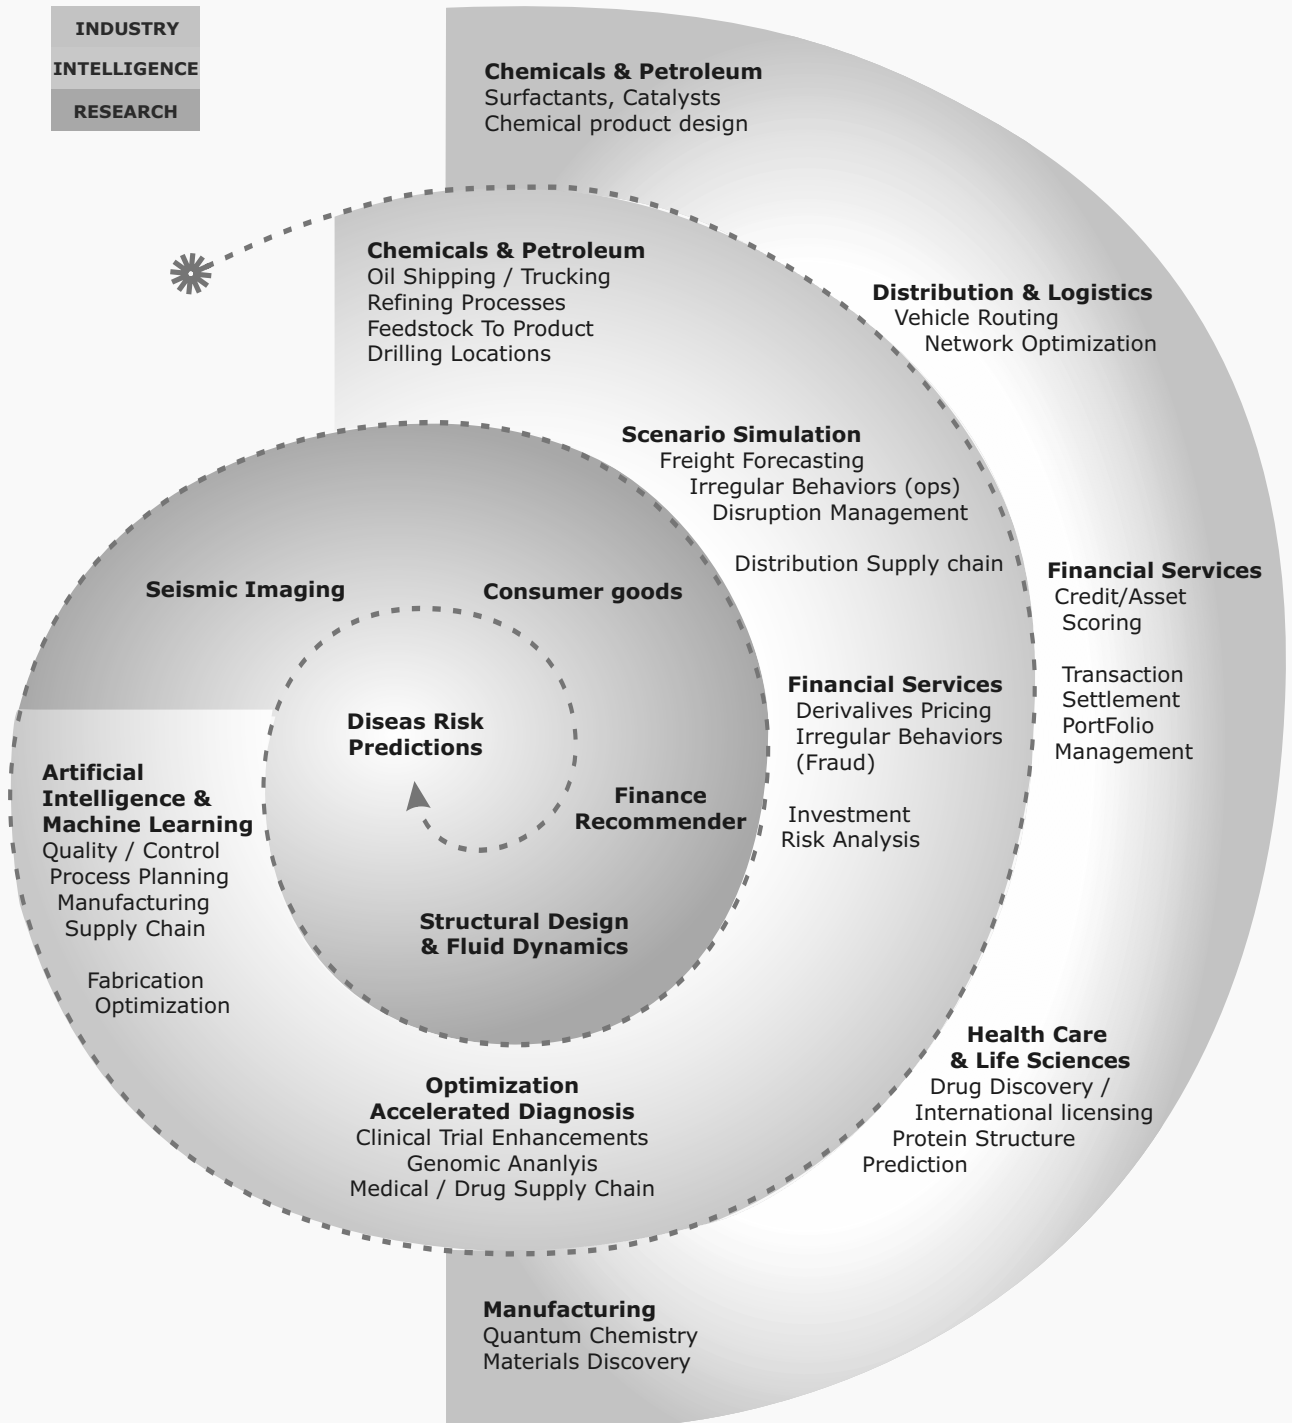 INDUSTRY
INTELLIGENCE
RESEARCH
Chemicals & Petroleum
Surfactants, Catalysts
Chemical product design
Chemicals & Petroleum
Oil Shipping / Trucking
Refining Processes
Feedstock To Product
Drilling Locations
Distribution & Logistics
Vehicle Routing
Network Optimization
Scenario Simulation
Freight Forecasting
Irregular Behaviors (ops)
Disruption Management
Distribution Supply chain
Financial Services
Credit/Asset
Scoring
Transaction
Settlement
PortFolio
Management
Seismic Imaging
Consumer goods
Financial Services
Derivalives Pricing
Irregular Behaviors
(Fraud)
Investment
Risk Analysis
Diseas Risk
Predictions
Finance
Recommender
Artificial
Intelligence &
Machine Learning
Quality / Control
Process Planning
Manufacturing
Supply Chain
Fabrication
Optimization
Structural Design
& Fluid Dynamics
Health Care
& Life Sciences
Drug Discovery /
International licensing
Protein Structure
Prediction
Optimization
Accelerated Diagnosis
Clinical Trial Enhancements
Genomic Ananlyis
Medical / Drug Supply Chain
Manufacturing
Quantum Chemistry
Materials Discovery